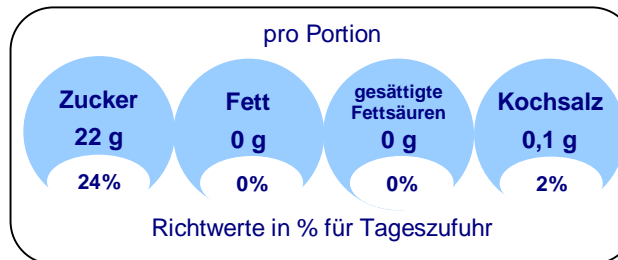 pro Portion
Zucker
22 g
24%
Fett
0 g
0%
gesättigte
Fettsäuren
0 g
0%
Kochsalz
0,1 g
2%
Richtwerte in % für Tageszufuhr